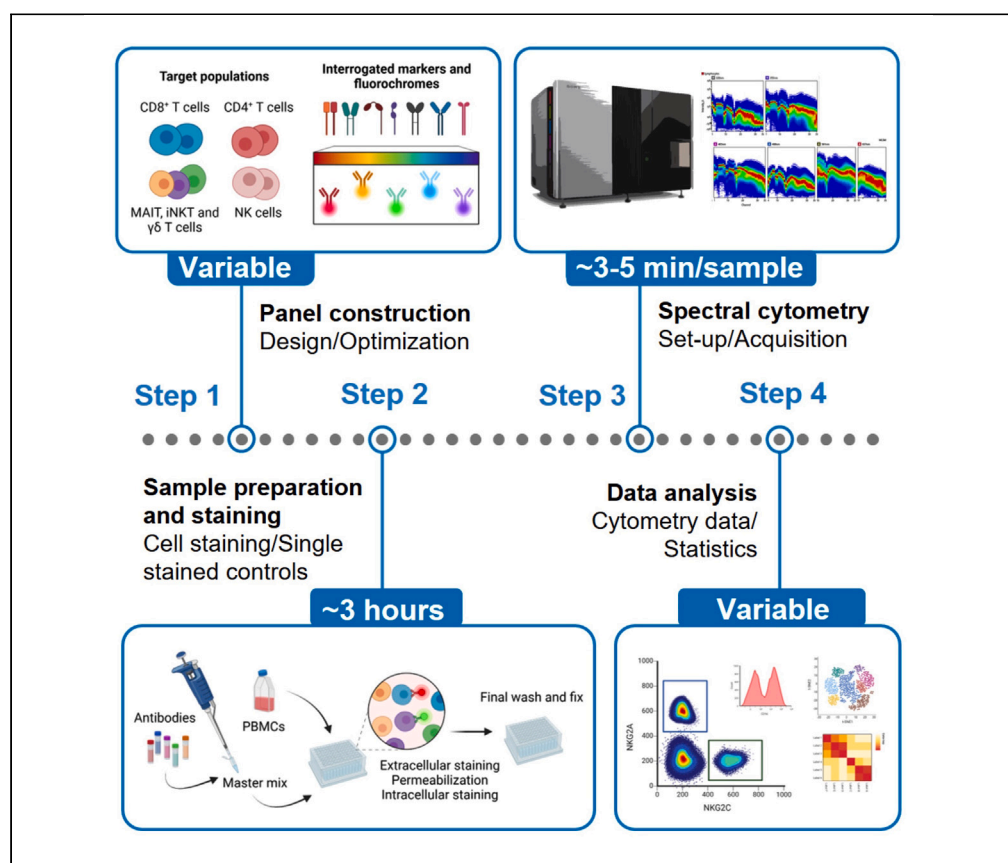 Target populations
CD8⁺ T cells
CD4⁺ T cells
MAIT, iNKT and
γδ T cells
NK cells
Interrogated markers and
fluorochromes
Variable
~3-5 min/sample
Panel construction
Design/Optimization
Spectral cytometry
Set-up/Acquisition
Step 1
Step 2
Step 3
Step 4
Sample preparation
and staining
Cell staining/Single
stained controls
Data analysis
Cytometry data/
Statistics
~3 hours
Variable
Antibodies
PBMCs
Master mix
Extracellular staining
Permeabilization
Intracellular staining
Final wash and fix
NKG2A
1000
800
600
400
200
0
0
200
400
600
800
1000
NKG2C